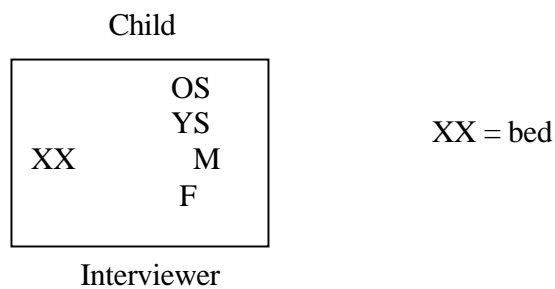 Child
OS
YS
XX = bed
XX M
F
Interviewer